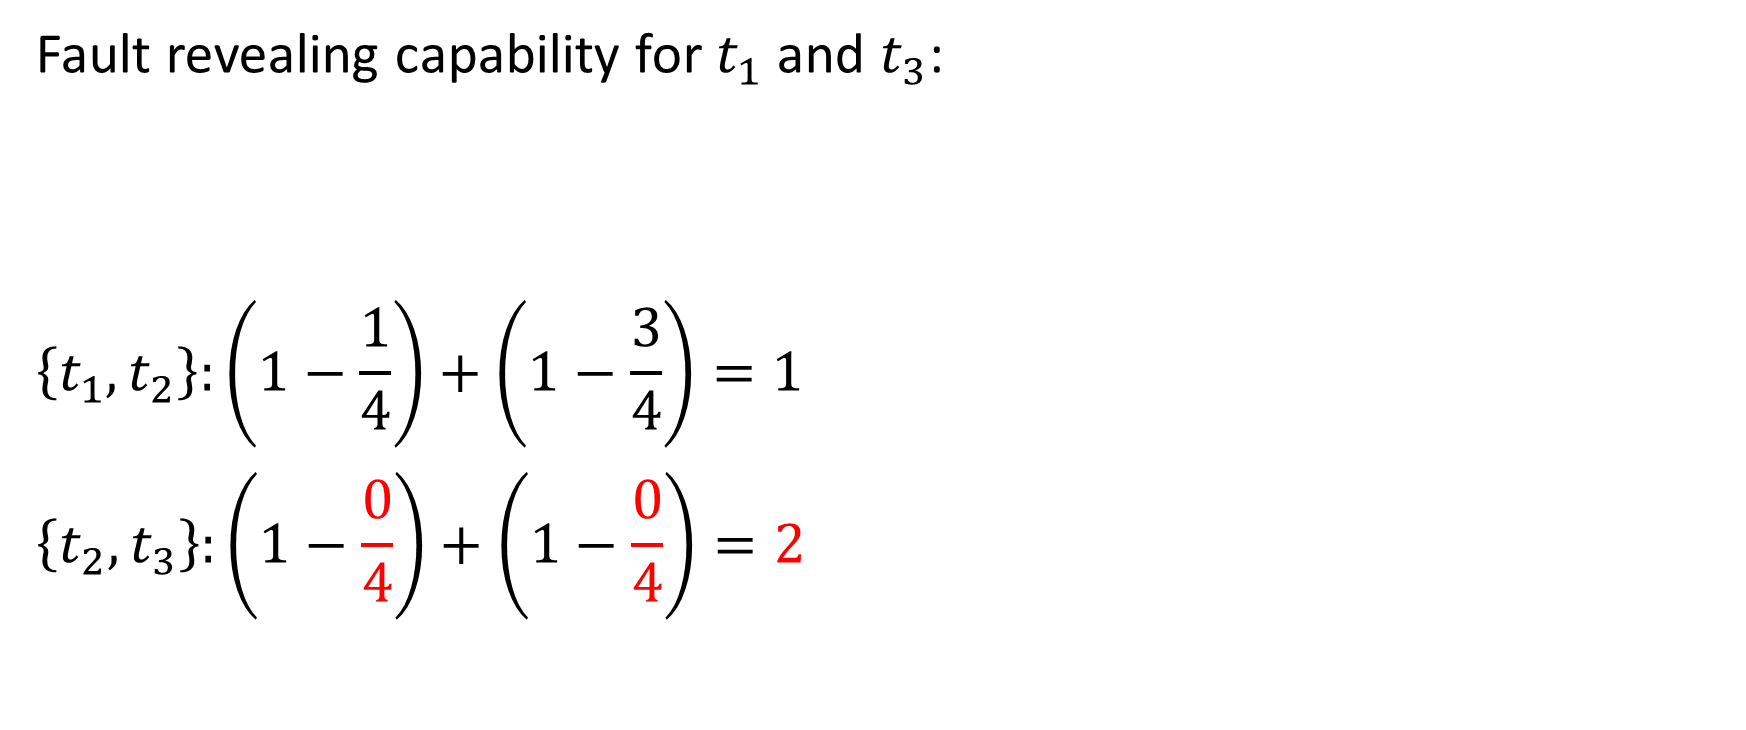 Fault revealing capability for t₁ and t₃:
{t₁, t₂}: (1 − 1/4) + (1 − 3/4) = 1
{t₂, t₃}: (1 − 0/4) + (1 − 0/4) = 2